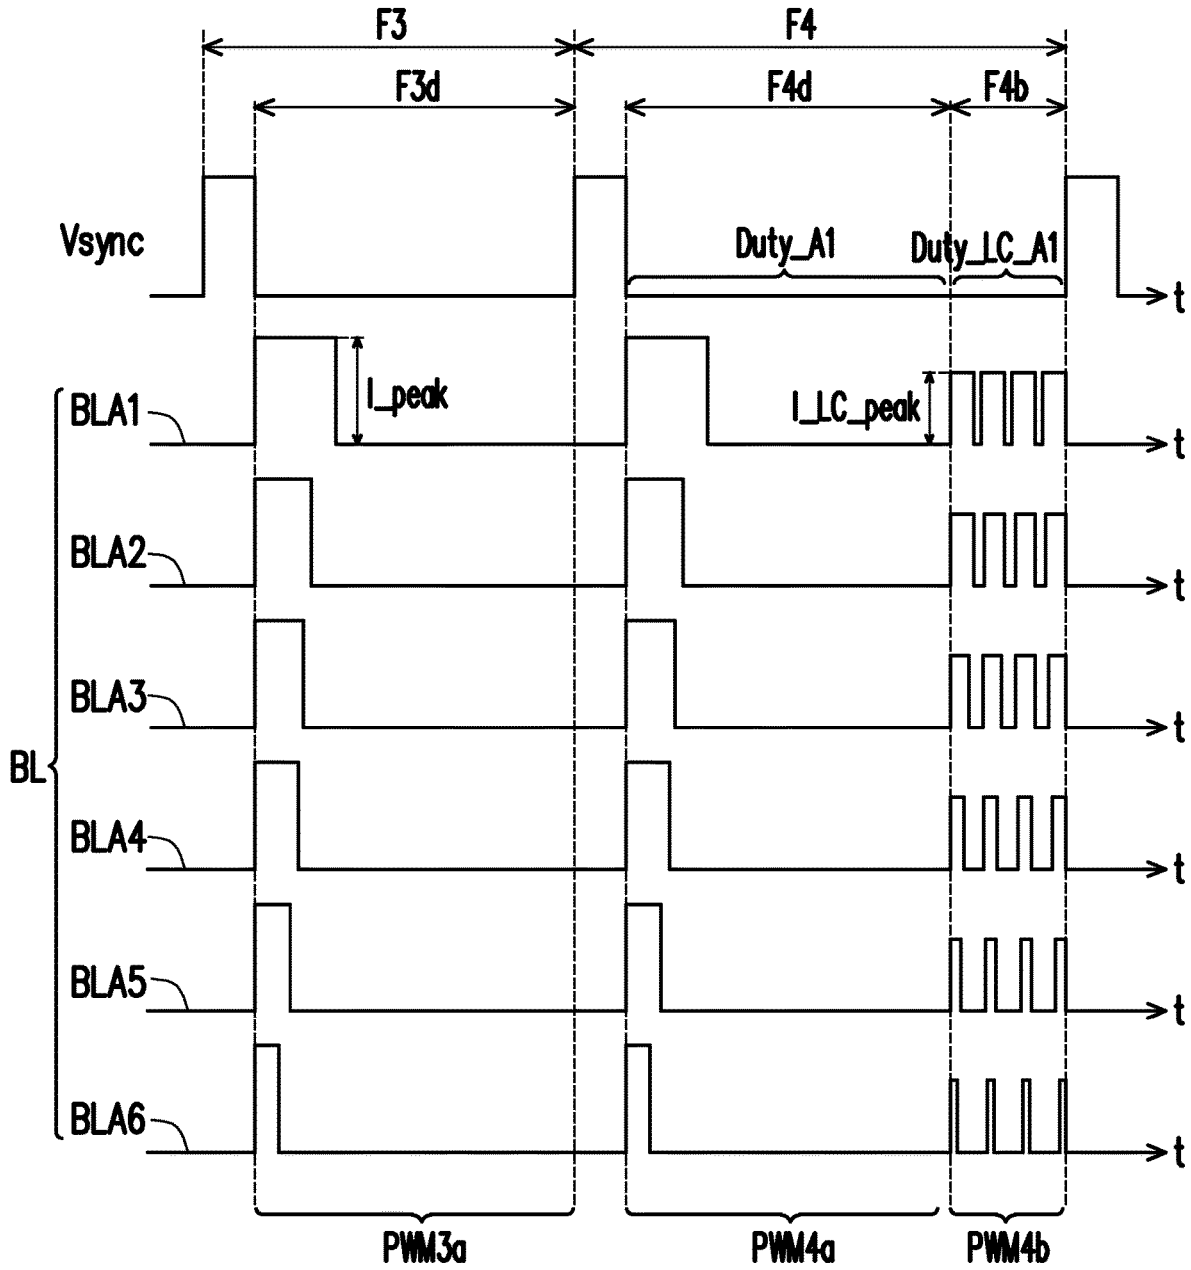 F3 F4
F3d F4d F4b
Vsync
Duty_A1 Duty_LC_A1
t
I_peak
I_LC_peak
BLA1
t
BLA2
t
BLA3
t
BL
BLA4
t
BLA5
t
BLA6
t
PWM3a PWM4a PWM4b